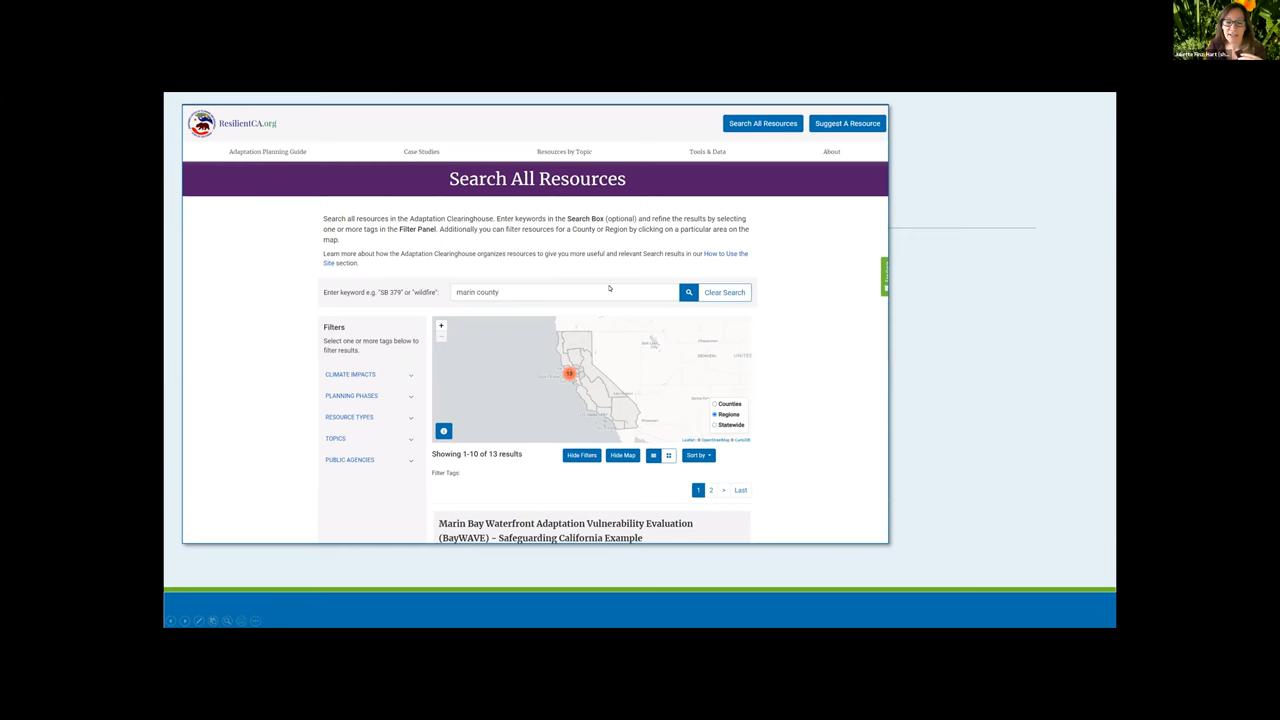 Juliette Finzi Hart
ResilientCA.org
Search All Resources
Suggest A Resource
Adaptation Planning Guide
Case Studies
Resources by Topic
Tools & Data
About
Search All Resources
Search all resources in the Adaptation Clearinghouse. Enter keywords in the Search Box (optional) and refine the results by selecting
one or more tags in the Filter Panel. Additionally you can filter resources for a County or Region by clicking on a particular area on the
map.
Learn more about how the Adaptation Clearinghouse organizes resources to give you more useful and relevant Search results in our How to Use the
Site section.
Enter keyword e.g. "SB 379" or "wildfire":
marin county
Clear Search
Filters
Select one or more tags below to
filter results.
CLIMATE IMPACTS
PLANNING PHASES
RESOURCE TYPES
TOPICS
PUBLIC AGENCIES
+
13
Counties
Regions
Statewide
Leaflet | © OpenStreetMap © CartoDB
Showing 1-10 of 13 results
Hide Filters
Hide Map
Sort by
Filter Tags:
1
2
>
Last
Marin Bay Waterfront Adaptation Vulnerability Evaluation
(BayWAVE) - Safeguarding California Example